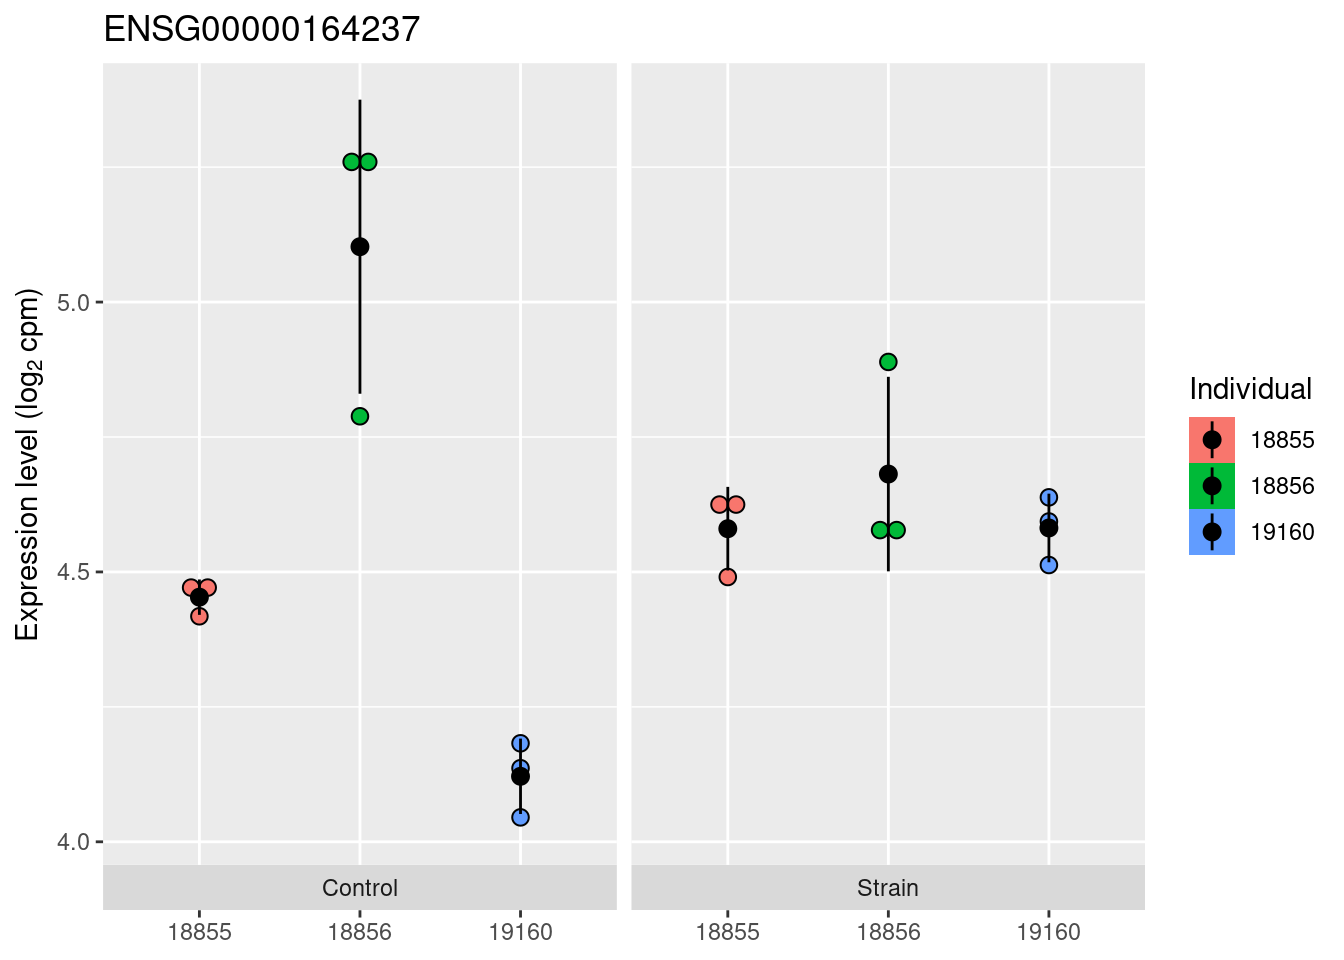 ENSG00000164237
Expression level (log2 cpm)
5.0
4.5
4.0
Control
Strain
18855
18856
19160
18855
18856
19160
Individual
18855
18856
19160